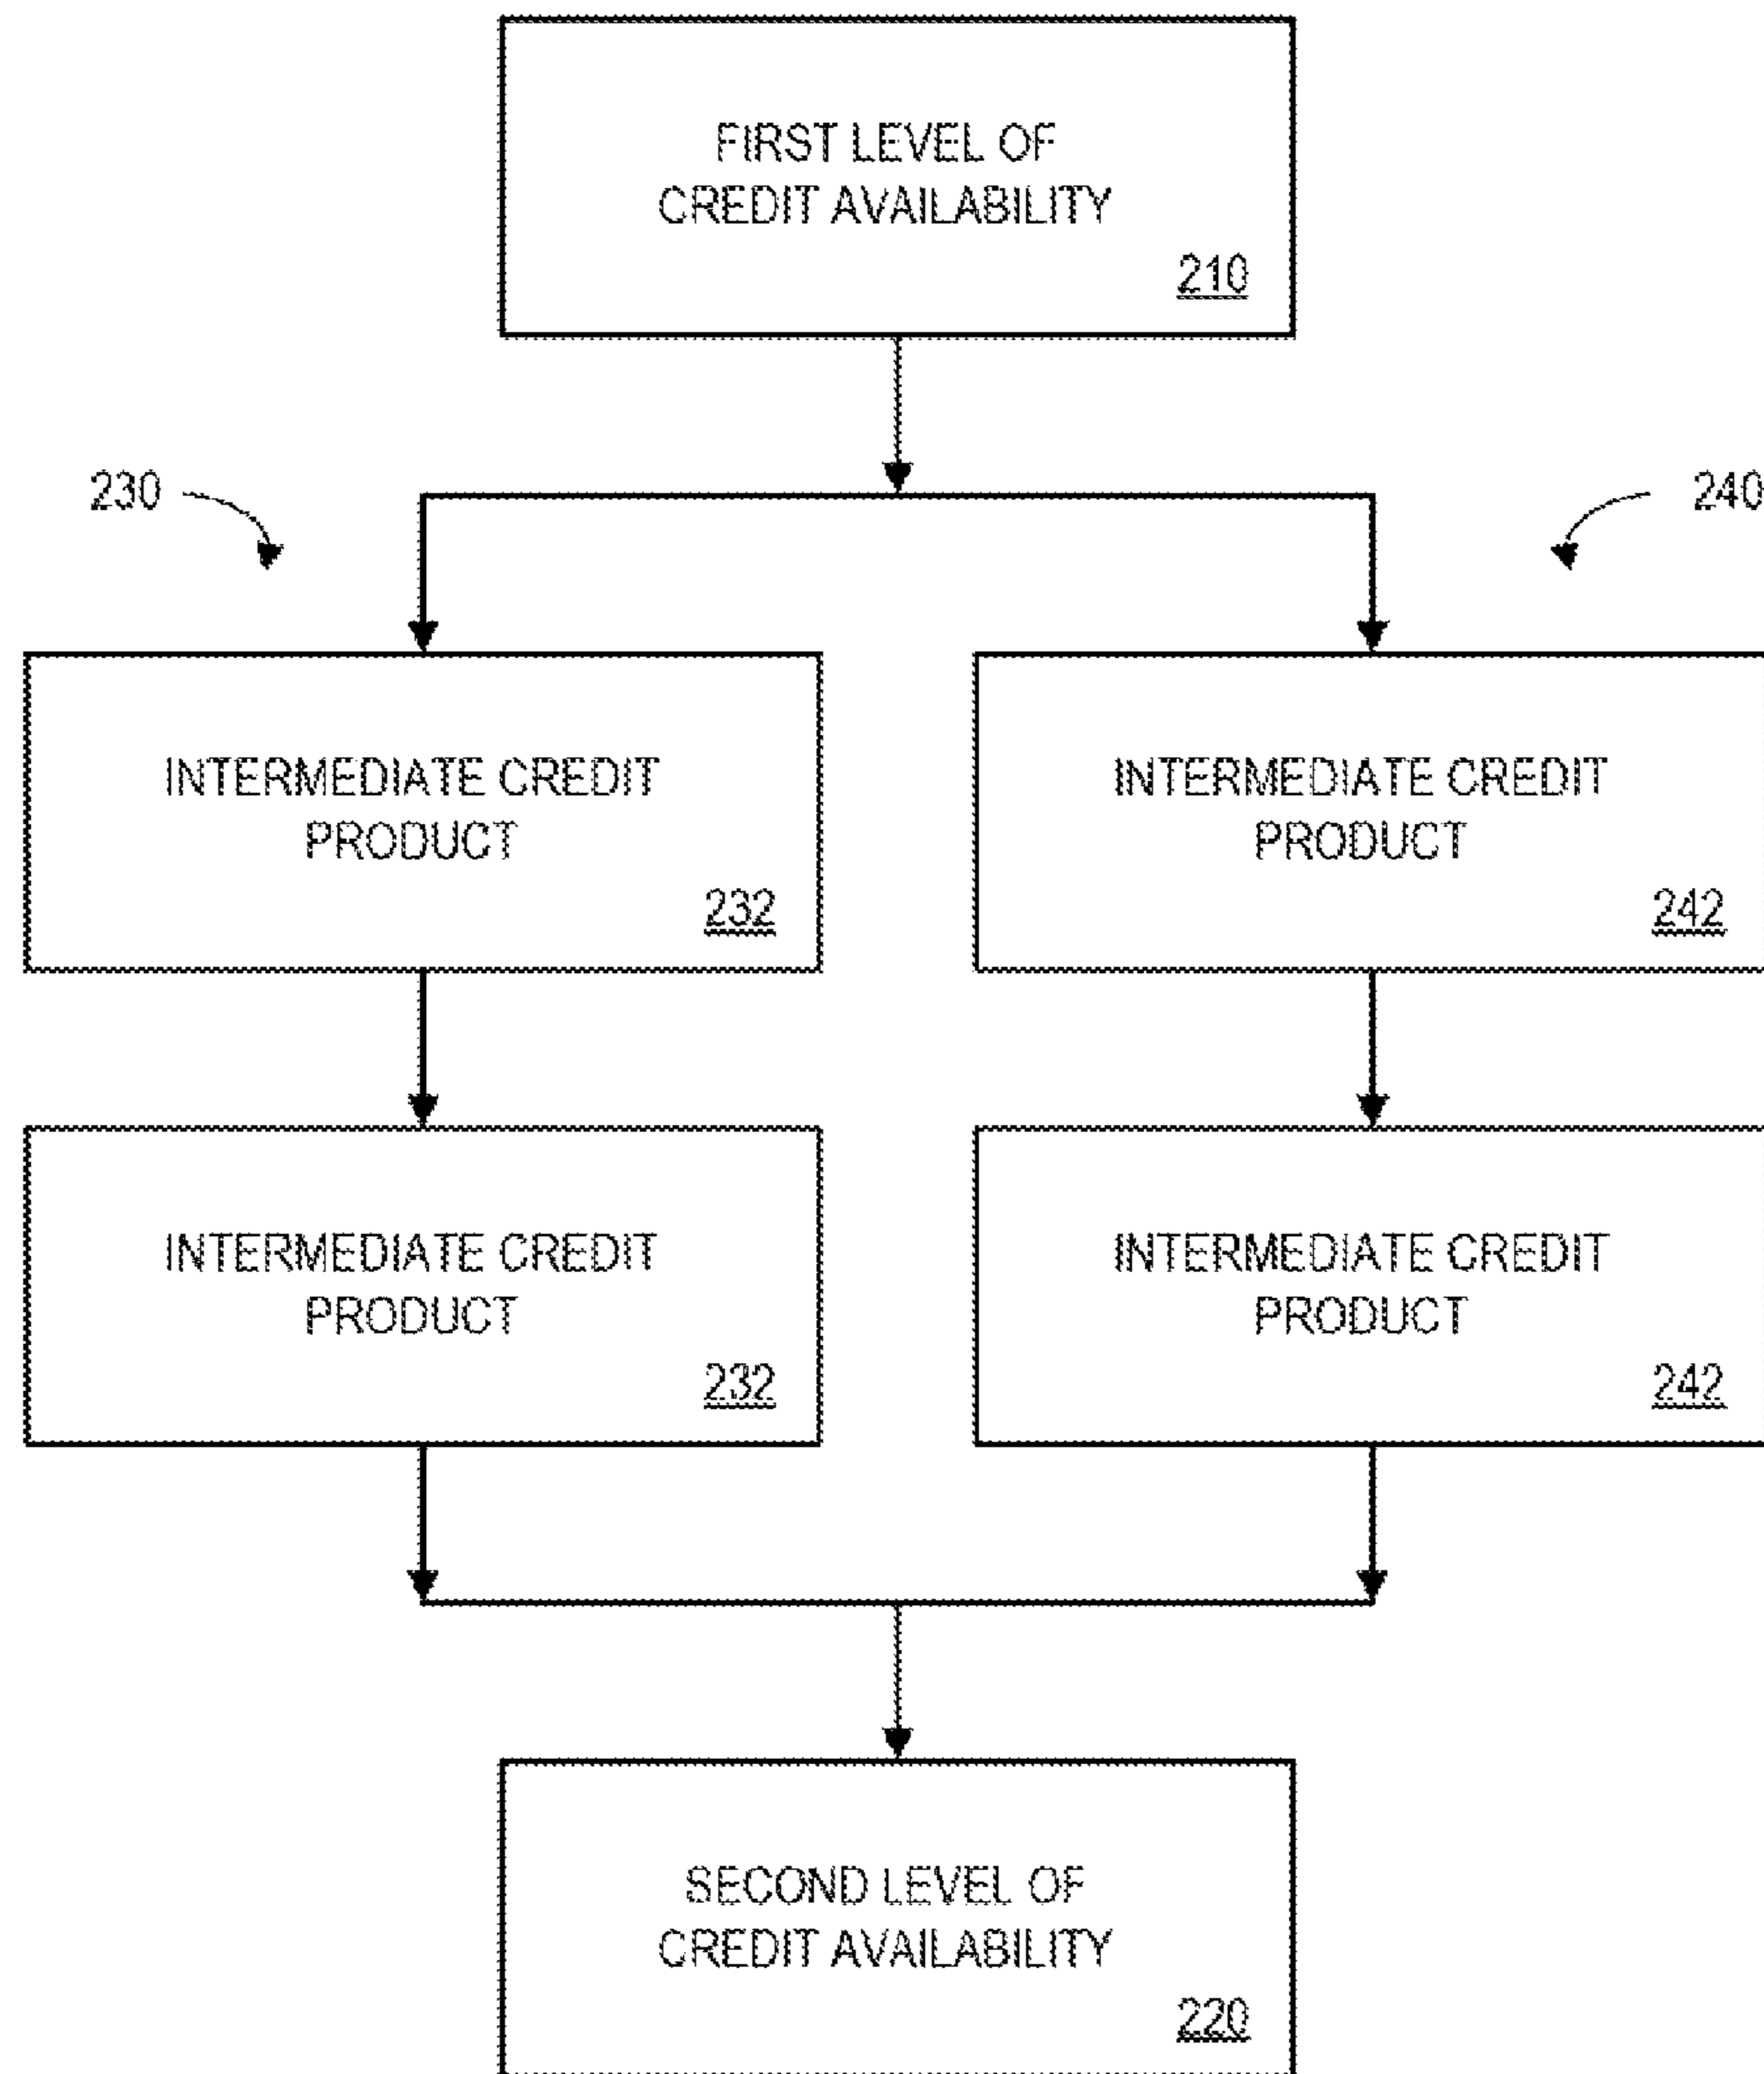 FIRST LEVEL OF
CREDIT AVAILABILITY
210
230
240
INTERMEDIATE CREDIT
PRODUCT
232
INTERMEDIATE CREDIT
PRODUCT
242
INTERMEDIATE CREDIT
PRODUCT
232
INTERMEDIATE CREDIT
PRODUCT
242
SECOND LEVEL OF
CREDIT AVAILABILITY
220